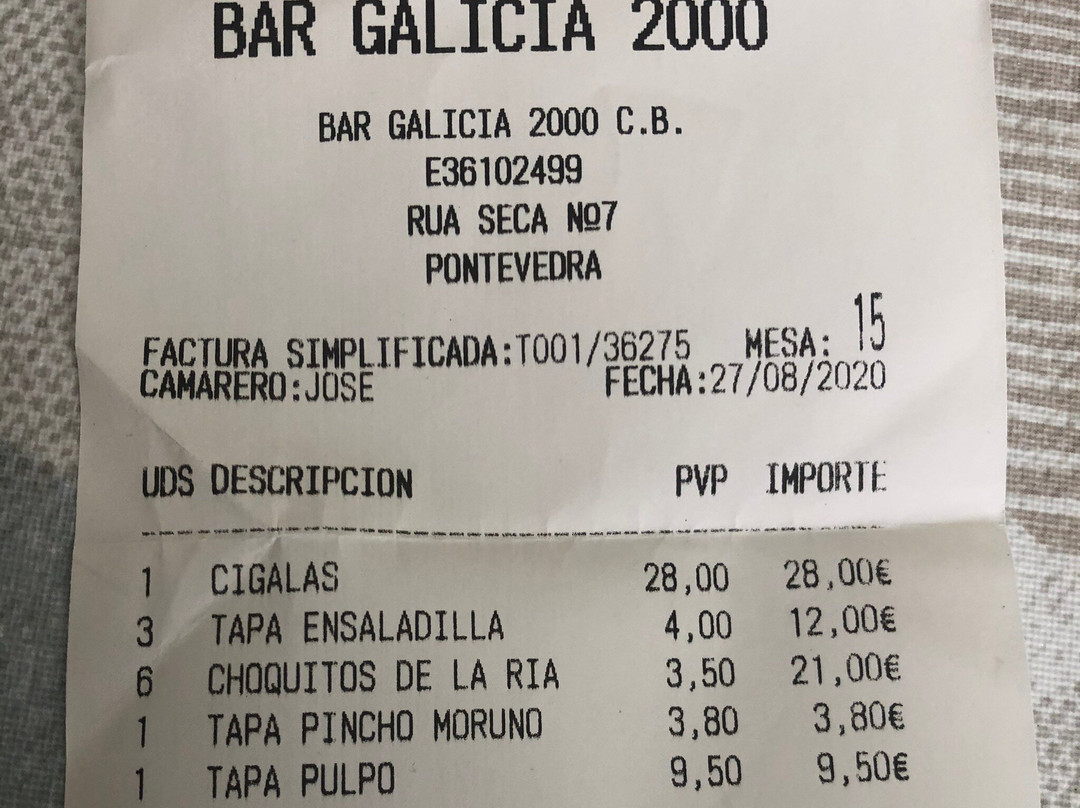 BAR GALICIA 2000
BAR GALICIA 2000 C.B.
E36102499
RUA SECA Nº7
PONTEVEDRA
FACTURA SIMPLIFICADA:T001/36275 MESA: 15
CAMARERO:JOSE FECHA:27/08/2020
UDS DESCRIPCION PVP IMPORTE
1 CIGALAS 28,00 28,00€
3 TAPA ENSALADILLA 4,00 12,00€
6 CHOQUITOS DE LA RIA 3,50 21,00€
1 TAPA PINCHO MORUNO 3,80 3,80€
1 TAPA PULPO 9,50 9,50€